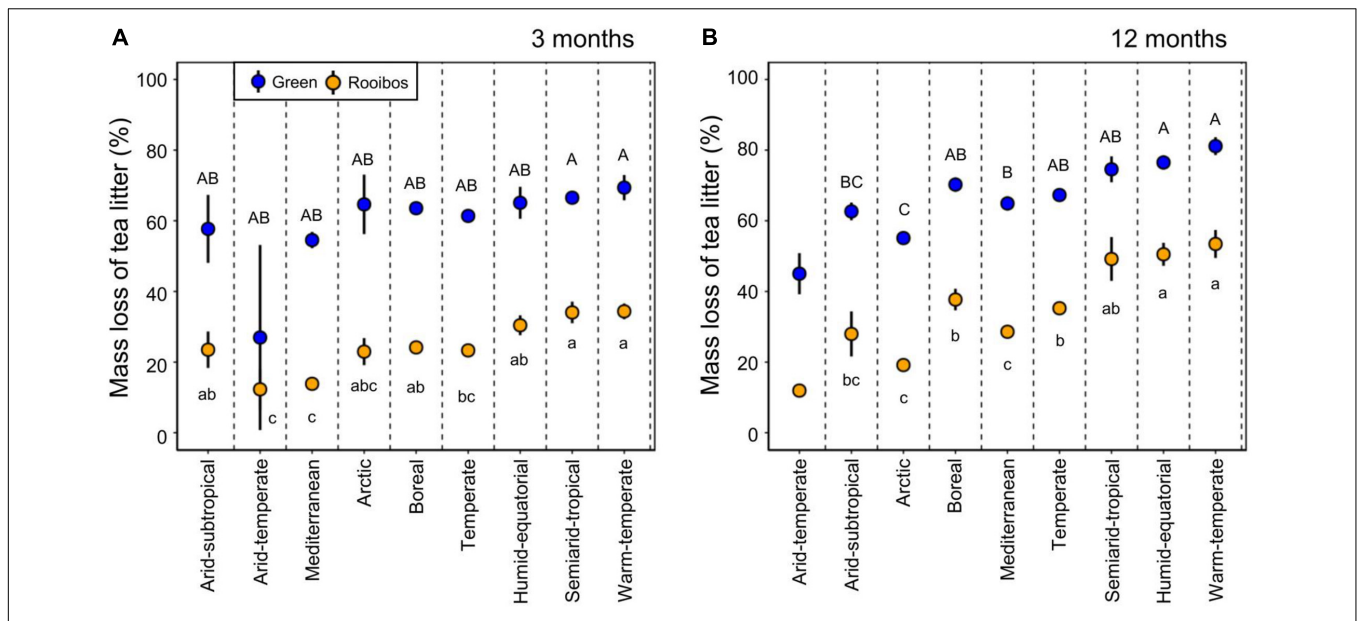 A
3 months
Mass loss of tea litter (%)
100
80
60
40
20
0
Green Rooibos
AB AB AB AB AB AB AB A A
ab c c abc ab bc ab a a
Arid-subtropical
Arid-temperate
Mediterranean
Arctic
Boreal
Temperate
Humid-equatorial
Semiarid-tropical
Warm-temperate
B
12 months
Mass loss of tea litter (%)
100
80
60
40
20
0
BC C AB B AB AB A A
bc c b c b ab a a
Arid-temperate
Arid-subtropical
Arctic
Boreal
Mediterranean
Temperate
Semiarid-tropical
Humid-equatorial
Warm-temperate